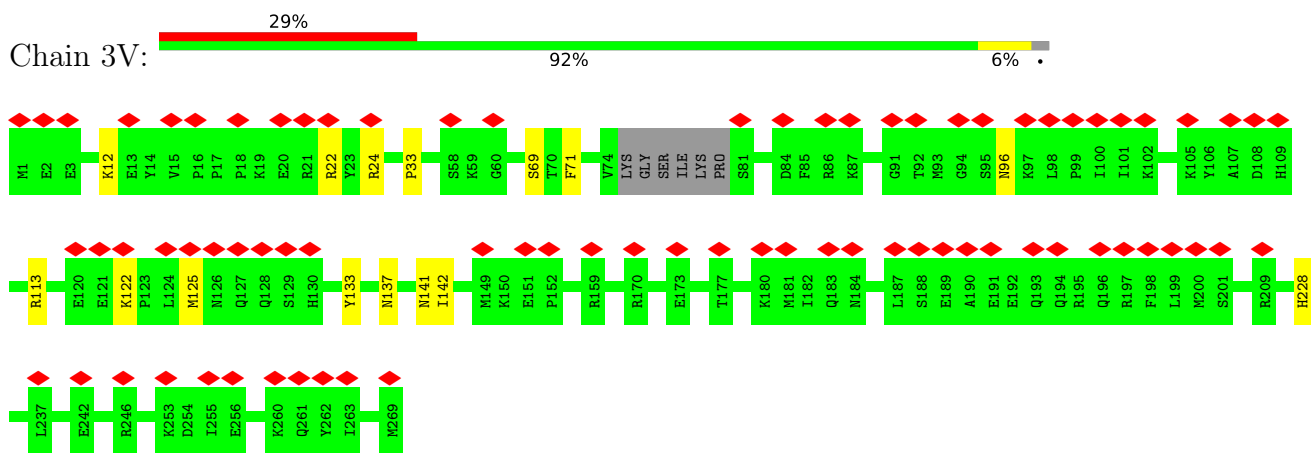 29%
Chain 3V:
92% 6% •
M1 E2 E3 K12 E13 Y14 V15 P16 P17 P18 K19 E20 R21 R22 Y23 R24 P33 S58 K59 G60 S69 T70 F71 V74 LYS GLY SER ILE LYS PRO S81 D84 F85 R86 K87 G91 T92 M93 G94 S95 N96 K97 L98 P99 I100 I101 K102 K105 Y106 A107 D108 H109
R113 E120 E121 K122 P123 L124 M125 N126 Q127 Q128 S129 H130 Y133 N137 N141 I142 M149 K150 E151 P152 R159 R170 E173 T177 K180 M181 I182 Q183 N184 L187 S188 E189 A190 E191 E192 Q193 Q194 R195 Q196 R197 F198 L199 M200 S201 R209 H228
L237 E242 R246 K253 D254 I255 E256 K260 Q261 Y262 I263 M269